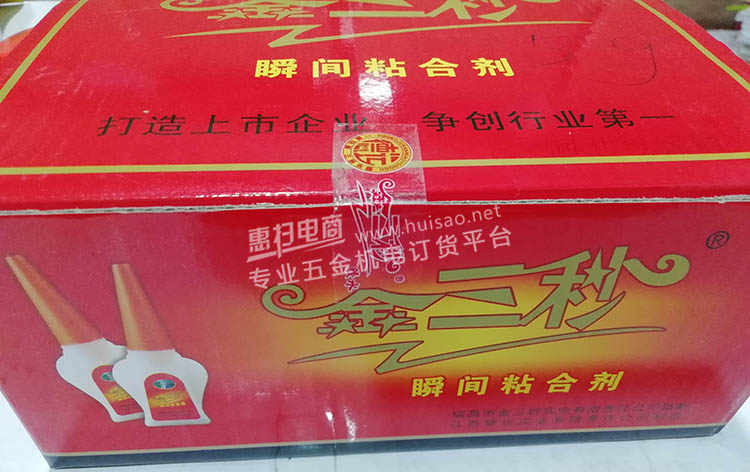 金三秒
瞬间粘合剂
5g
打造上市企业 争创行业第一
惠扫电商
www.huisao.net
专业五金机电订货平台
金三秒®
瞬间粘合剂